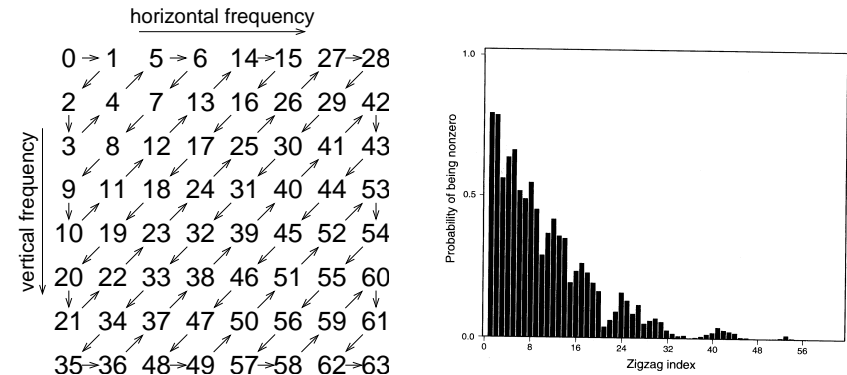 horizontal frequency
vertical frequency
0 1 5 6 14 15 27 28
2 4 7 13 16 26 29 42
3 8 12 17 25 30 41 43
9 11 18 24 31 40 44 53
10 19 23 32 39 45 52 54
20 22 33 38 46 51 55 60
21 34 37 47 50 56 59 61
35 36 48 49 57 58 62 63
Probability of being nonzero
1.0
0.5
0.0
0 8 16 24 32 40 48 56
Zigzag index